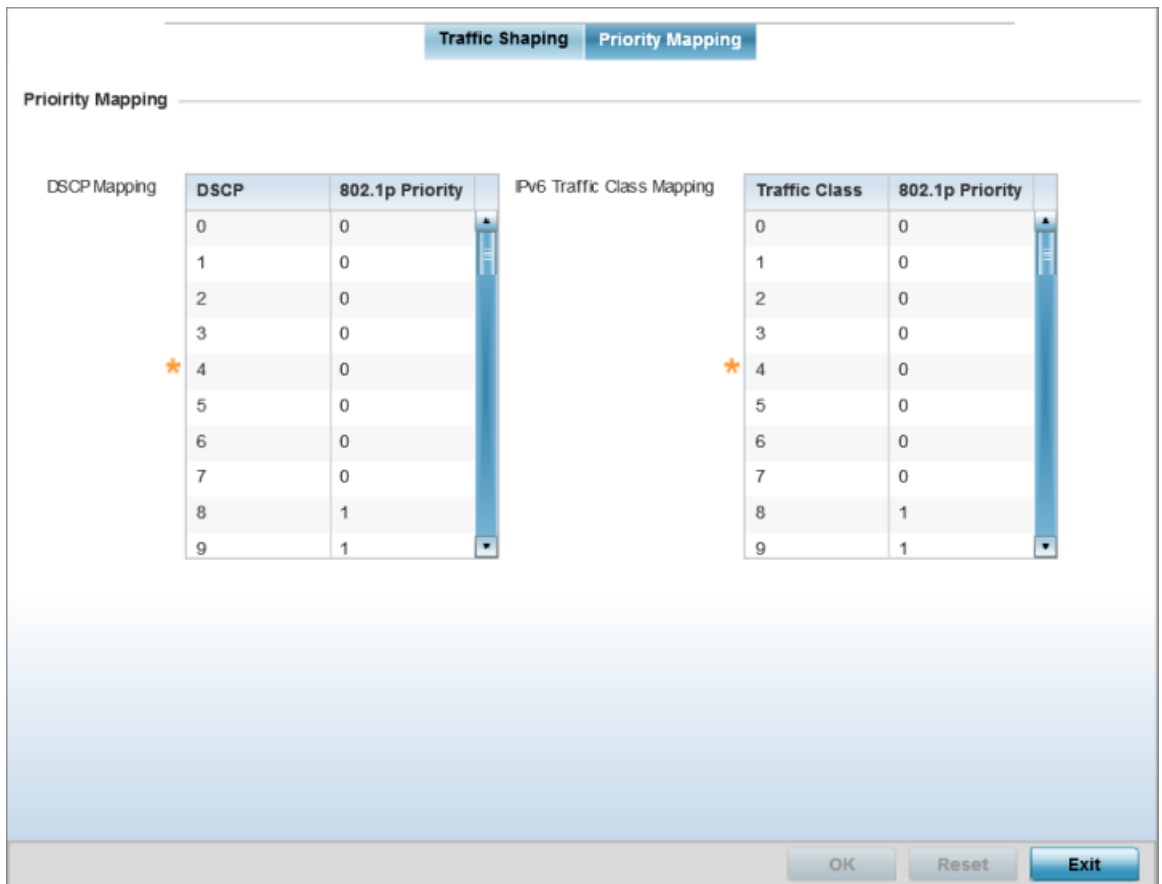 Traffic Shaping Priority Mapping
Prioirity Mapping
DSCP Mapping DSCP 802.1p Priority IPv6 Traffic Class Mapping Traffic Class 802.1p Priority
0 0 0 0
1 0 1 0
2 0 2 0
3 0 3 0
* 4 0 * 4 0
5 0 5 0
6 0 6 0
7 0 7 0
8 1 8 1
9 1 9 1
OK Reset Exit